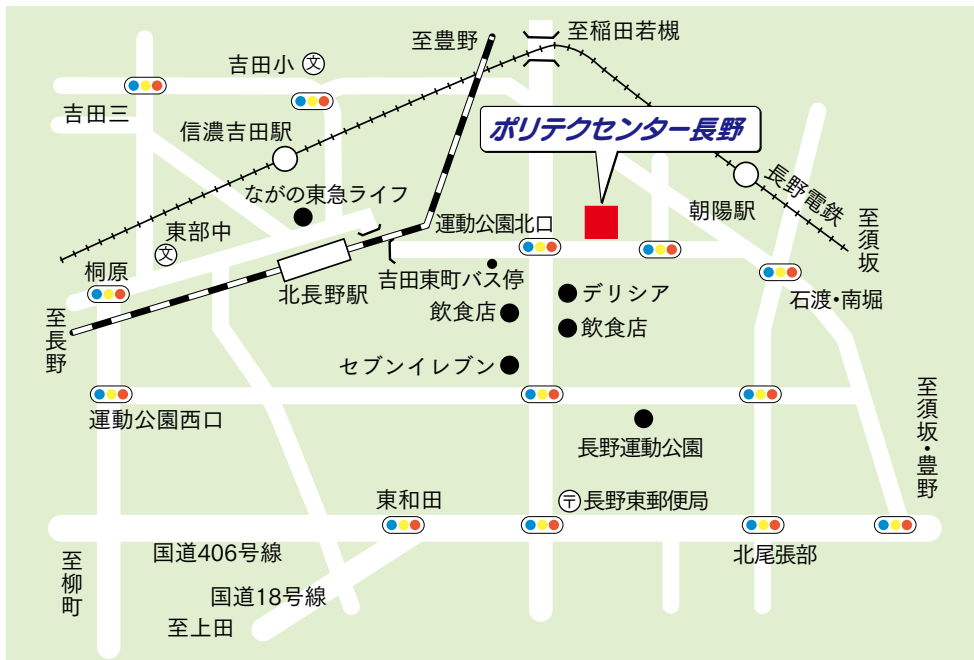 至豊野
至稲田若槻
吉田小 文
吉田三
信濃吉田駅
ポリテクセンター長野
長野電鉄
ながの東急ライフ
朝陽駅
至須坂
東部中
文
運動公園北口
桐原
北長野駅
吉田東町バス停
デリシア
石渡・南堀
飲食店
飲食店
至長野
セブンイレブン
運動公園西口
至須坂・豊野
長野運動公園
東和田
〒長野東郵便局
国道406号線
北尾張部
至柳町
国道18号線
至上田